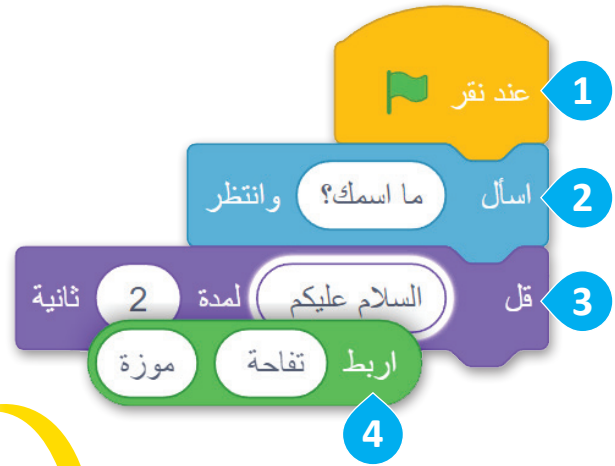 عند نقر 1
اسأل ما اسمك؟ وانتظر 2
قل السلام عليكم لمدة 2 ثانية 3
اربط تفاحة موزة
4